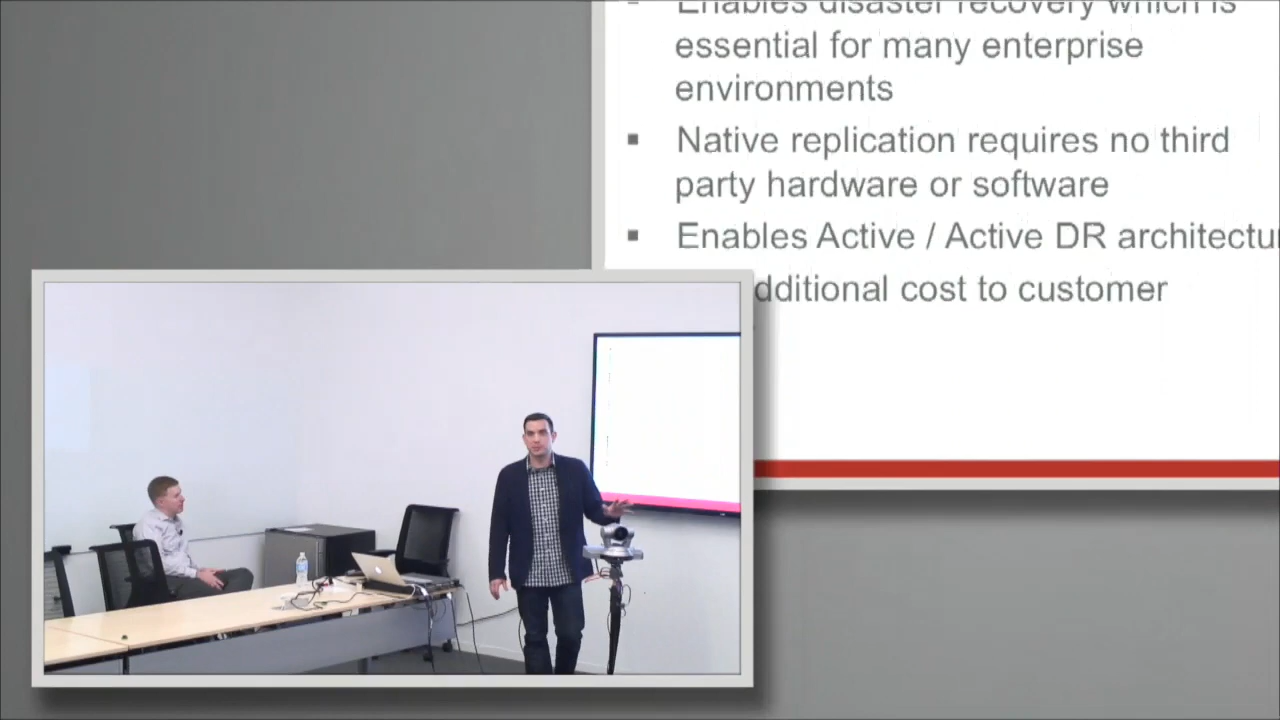 Enables disaster recovery which is
essential for many enterprise
environments
Native replication requires no third
party hardware or software
Enables Active / Active DR architectu
dditional cost to customer